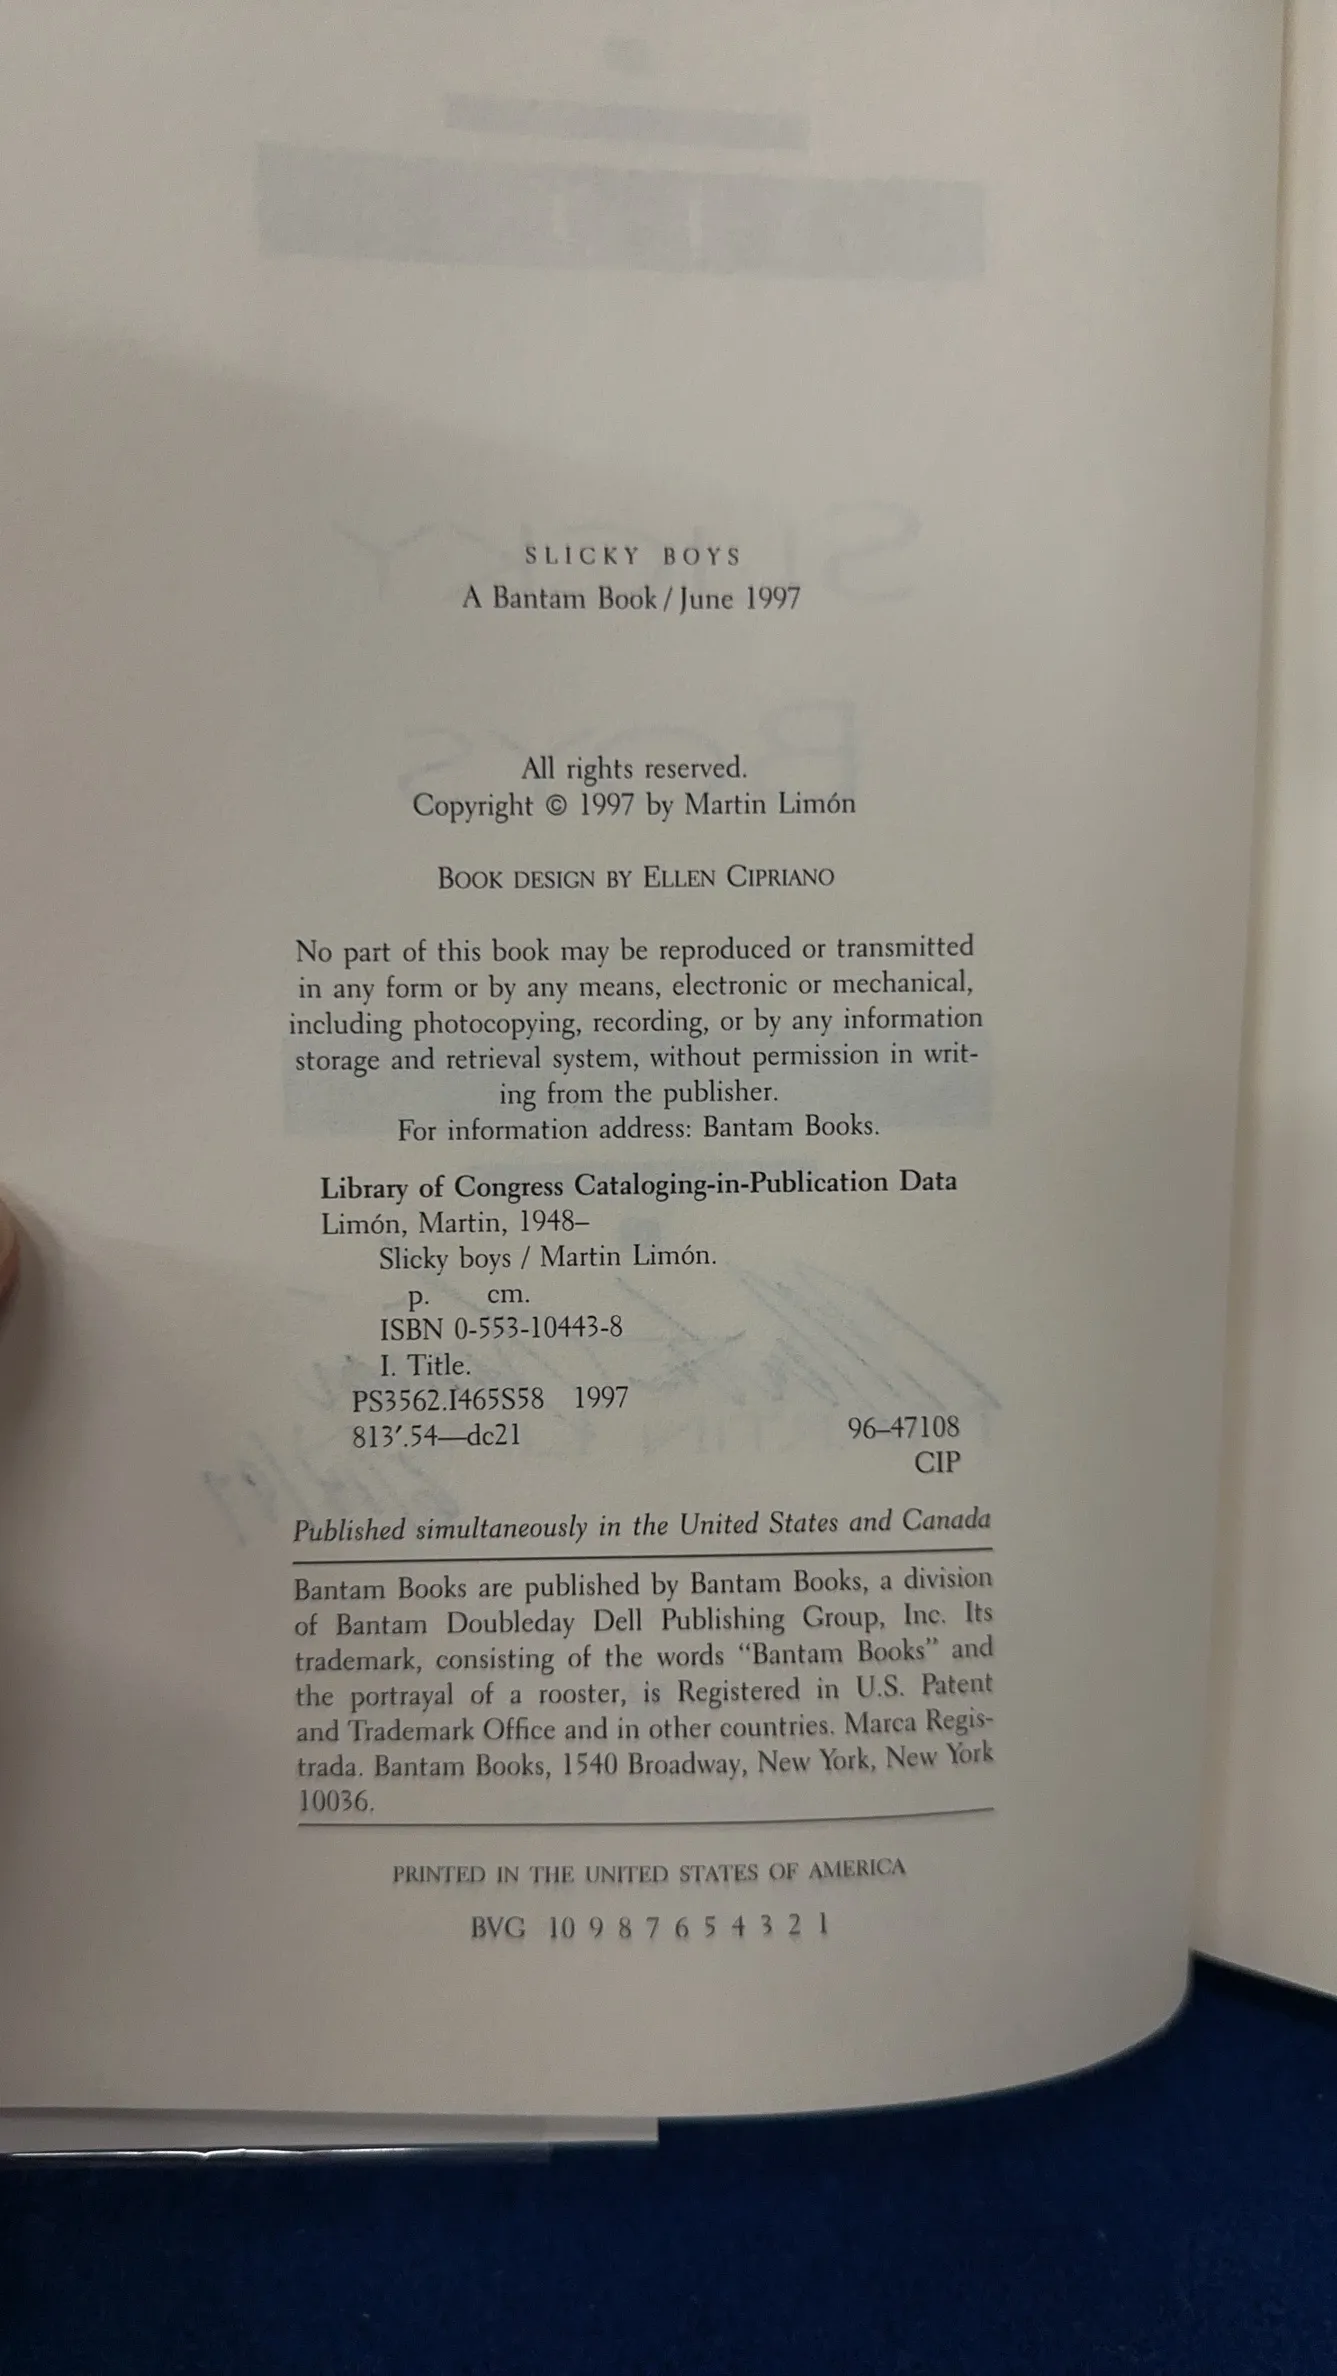 SLICKY BOYS
A Bantam Book / June 1997
All rights reserved.
Copyright © 1997 by Martin Limón
BOOK DESIGN BY ELLEN CIPRIANO
No part of this book may be reproduced or transmitted
in any form or by any means, electronic or mechanical,
including photocopying, recording, or by any information
storage and retrieval system, without permission in writ-
ing from the publisher.
For information address: Bantam Books.
Library of Congress Cataloging-in-Publication Data
Limón, Martin, 1948–
Slicky boys / Martin Limón.
p. cm.
ISBN 0-553-10443-8
I. Title.
PS3562.I465S58 1997
813′.54—dc21
96–47108
CIP
Published simultaneously in the United States and Canada
Bantam Books are published by Bantam Books, a division
of Bantam Doubleday Dell Publishing Group, Inc. Its
trademark, consisting of the words “Bantam Books” and
the portrayal of a rooster, is Registered in U.S. Patent
and Trademark Office and in other countries. Marca Regis-
trada. Bantam Books, 1540 Broadway, New York, New York
10036.
PRINTED IN THE UNITED STATES OF AMERICA
BVG 10 9 8 7 6 5 4 3 2 1